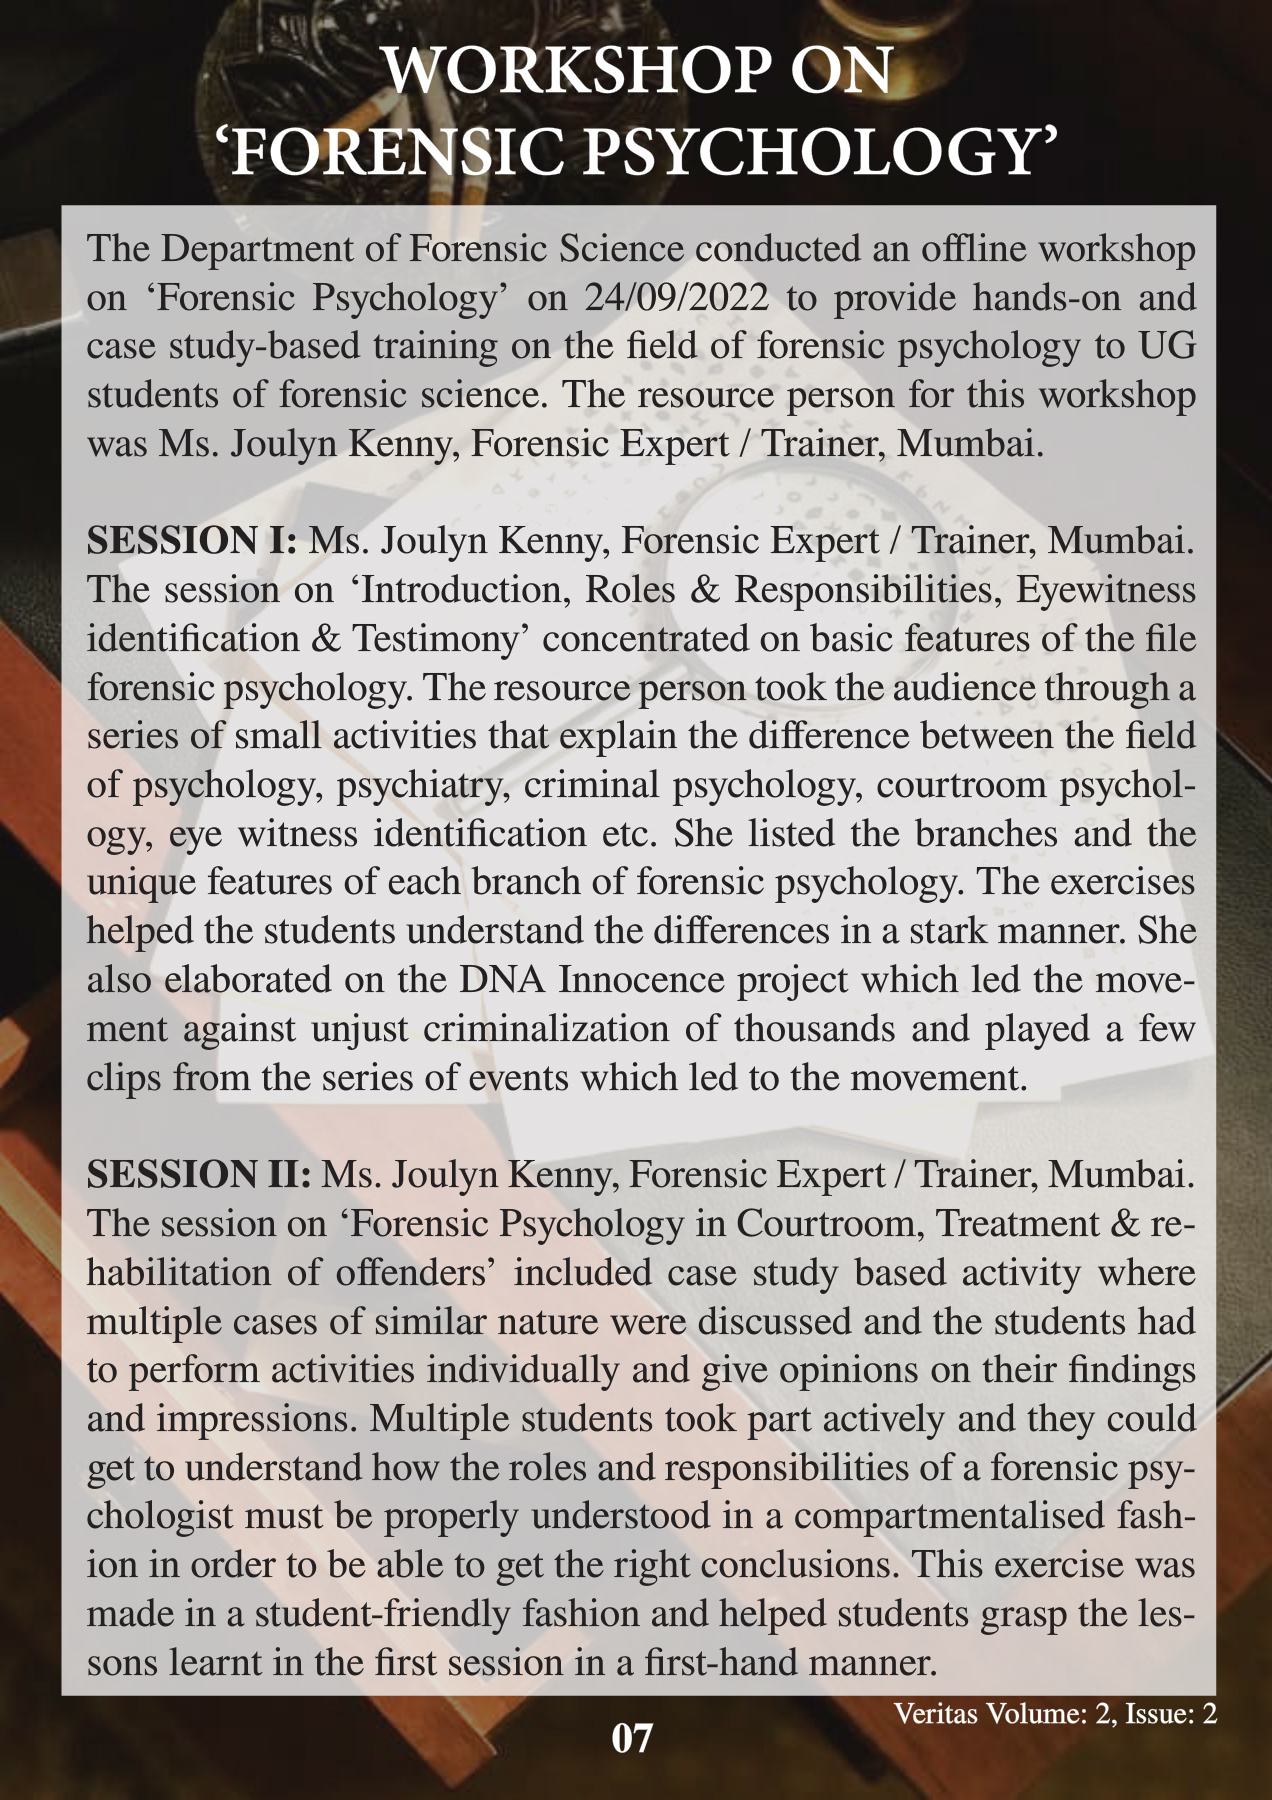 WORKSHOP ON
‘FORENSIC PSYCHOLOGY’
The Department of Forensic Science conducted an offline workshop
on ‘Forensic Psychology’ on 24/09/2022 to provide hands-on and
case study-based training on the field of forensic psychology to UG
students of forensic science. The resource person for this workshop
was Ms. Joulyn Kenny, Forensic Expert / Trainer, Mumbai.
SESSION I: Ms. Joulyn Kenny, Forensic Expert / Trainer, Mumbai.
The session on ‘Introduction, Roles & Responsibilities, Eyewitness
identification & Testimony’ concentrated on basic features of the file
forensic psychology. The resource person took the audience through a
series of small activities that explain the difference between the field
of psychology, psychiatry, criminal psychology, courtroom psychol-
ogy, eye witness identification etc. She listed the branches and the
unique features of each branch of forensic psychology. The exercises
helped the students understand the differences in a stark manner. She
also elaborated on the DNA Innocence project which led the move-
ment against unjust criminalization of thousands and played a few
clips from the series of events which led to the movement.
SESSION II: Ms. Joulyn Kenny, Forensic Expert / Trainer, Mumbai.
The session on ‘Forensic Psychology in Courtroom, Treatment & re-
habilitation of offenders’ included case study based activity where
multiple cases of similar nature were discussed and the students had
to perform activities individually and give opinions on their findings
and impressions. Multiple students took part actively and they could
get to understand how the roles and responsibilities of a forensic psy-
chologist must be properly understood in a compartmentalised fash-
ion in order to be able to get the right conclusions. This exercise was
made in a student-friendly fashion and helped students grasp the les-
sons learnt in the first session in a first-hand manner.
Veritas Volume: 2, Issue: 2
07